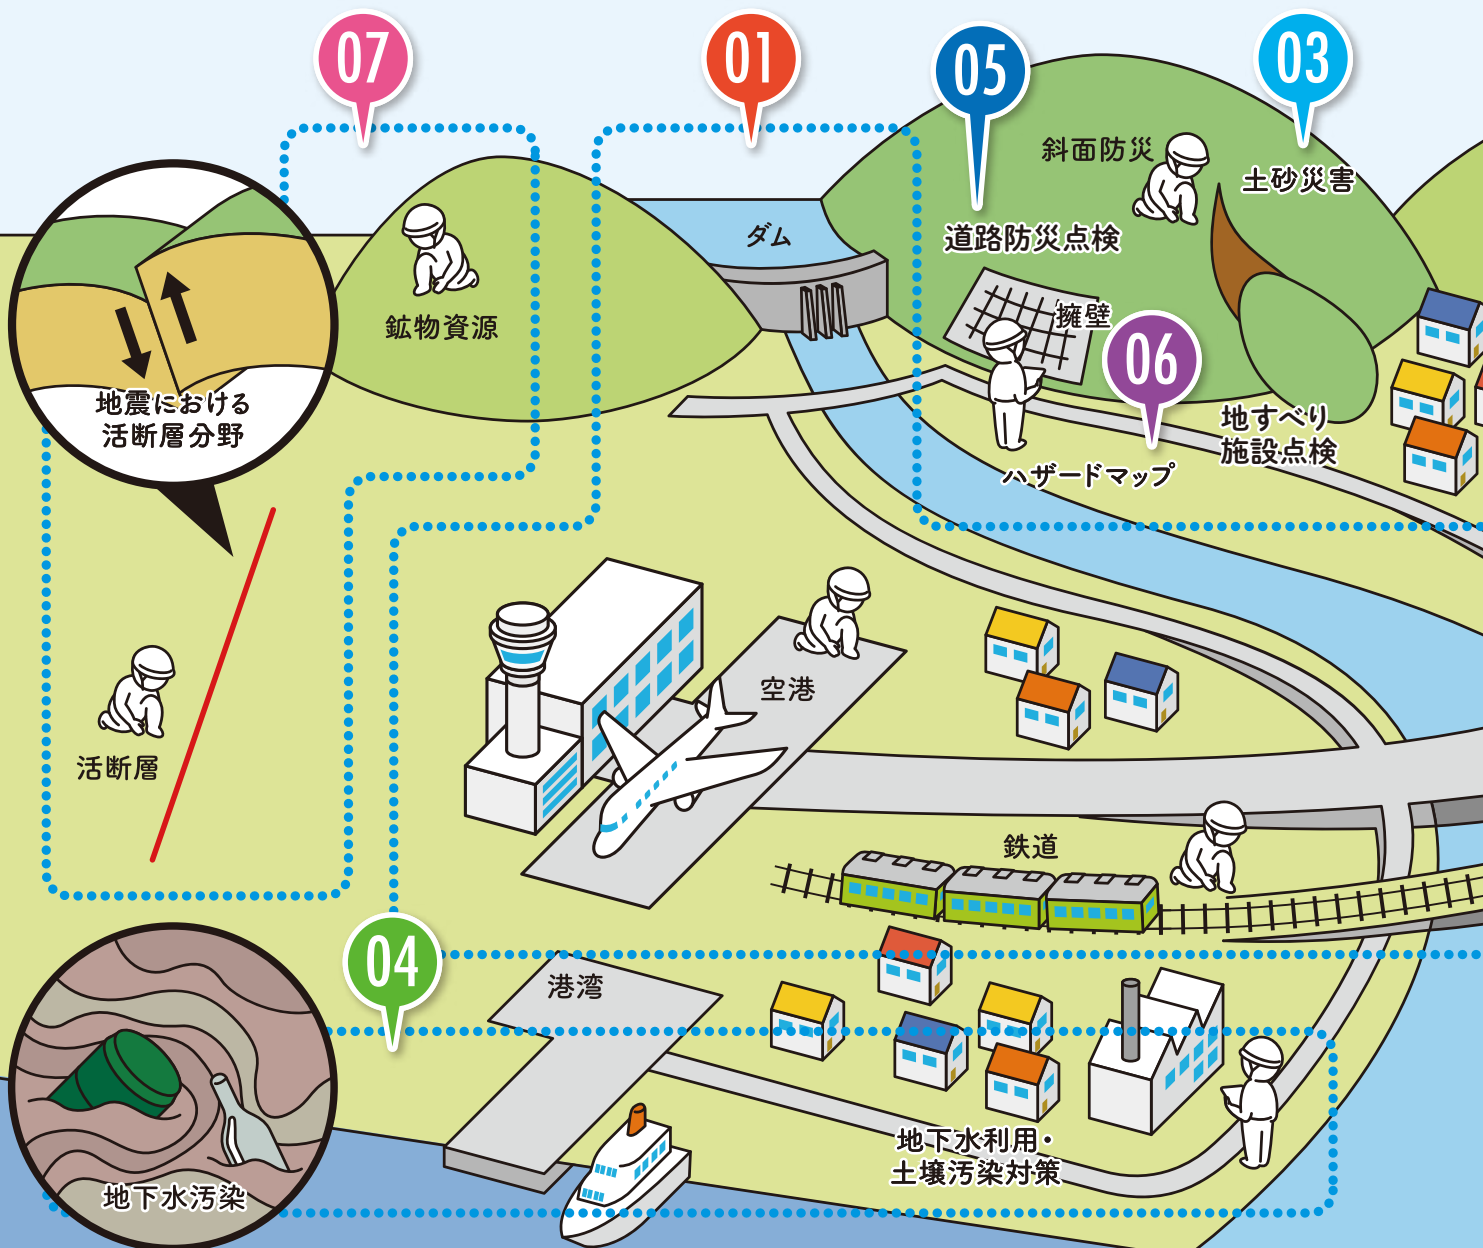 07
01
05
03
斜面防災
土砂災害
ダム
道路防災点検
擁壁
鉱物資源
06
地震における
活断層分野
地すべり
施設点検
ハザードマップ
空港
活断層
鉄道
04
港湾
地下水利用・
土壌汚染対策
地下水汚染